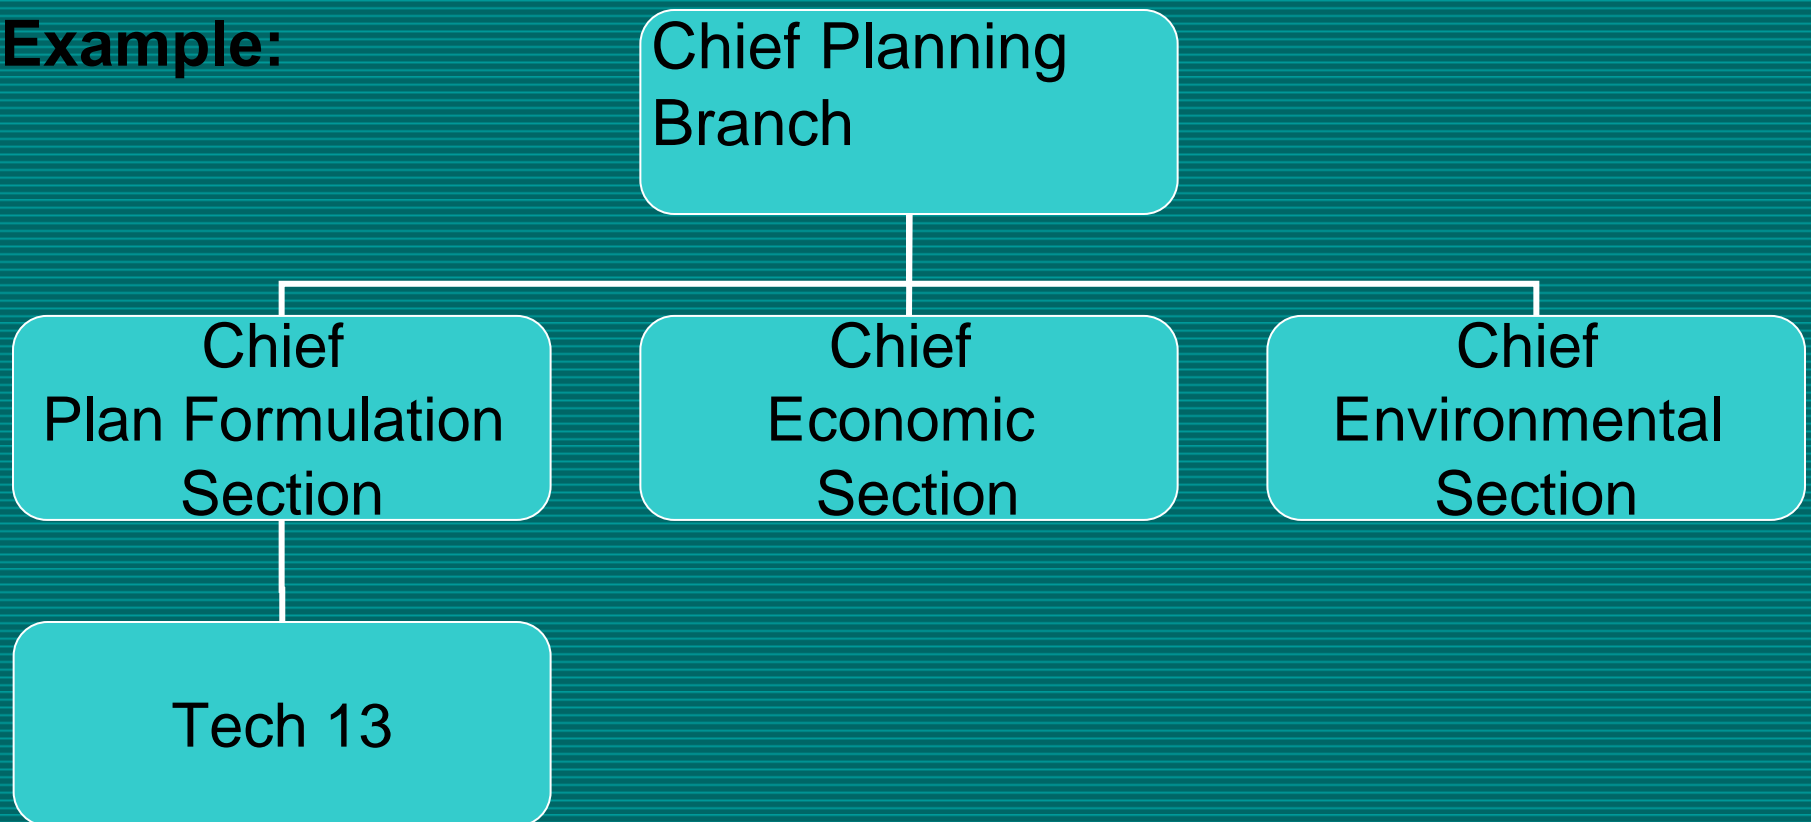 Example:
Chief Planning
Branch
Chief
Plan Formulation
Section
Chief
Economic
Section
Chief
Environmental
Section
Tech 13